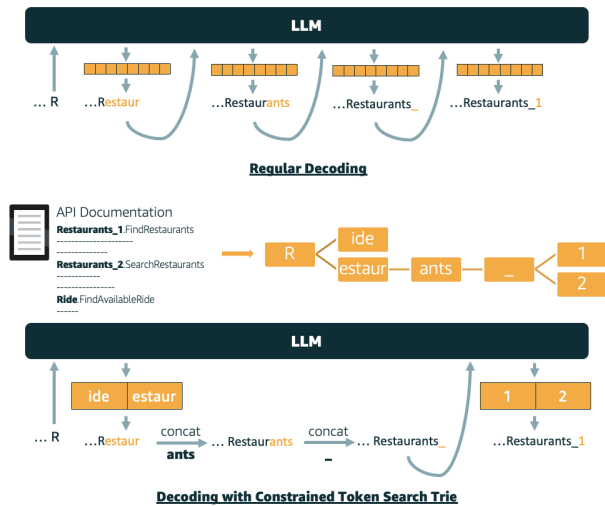 LLM
... R
...Restaur
...Restaurants
...Restaurants_
...Restaurants_1
Regular Decoding
API Documentation
Restaurants_1.FindRestaurants
---------------------
--------------
Restaurants_2.SearchRestaurants
------------
----------------
Ride.FindAvailableRide
------
R
ide
estaur
ants
_
1
2
LLM
ide
estaur
1
2
... R
...Restaur
concat
ants
... Restaurants
concat
_
... Restaurants_
...Restaurants_1
Decoding with Constrained Token Search Trie